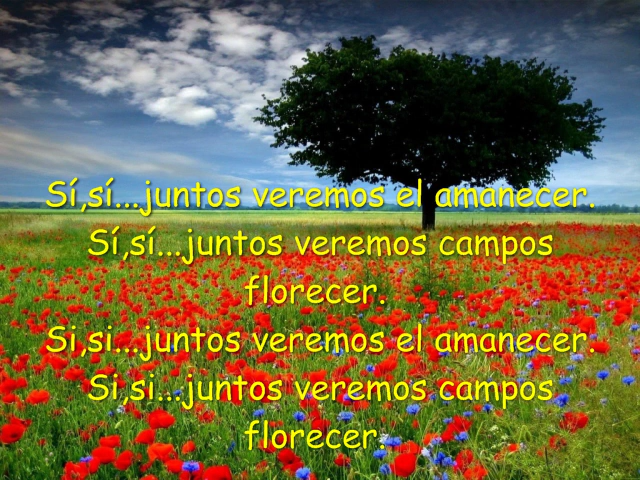 Sí,sí...juntos veremos el amanecer.
Sí,sí...juntos veremos campos
florecer.
Si,si...juntos veremos el amanecer.
Si,si...juntos veremos campos
florecer.